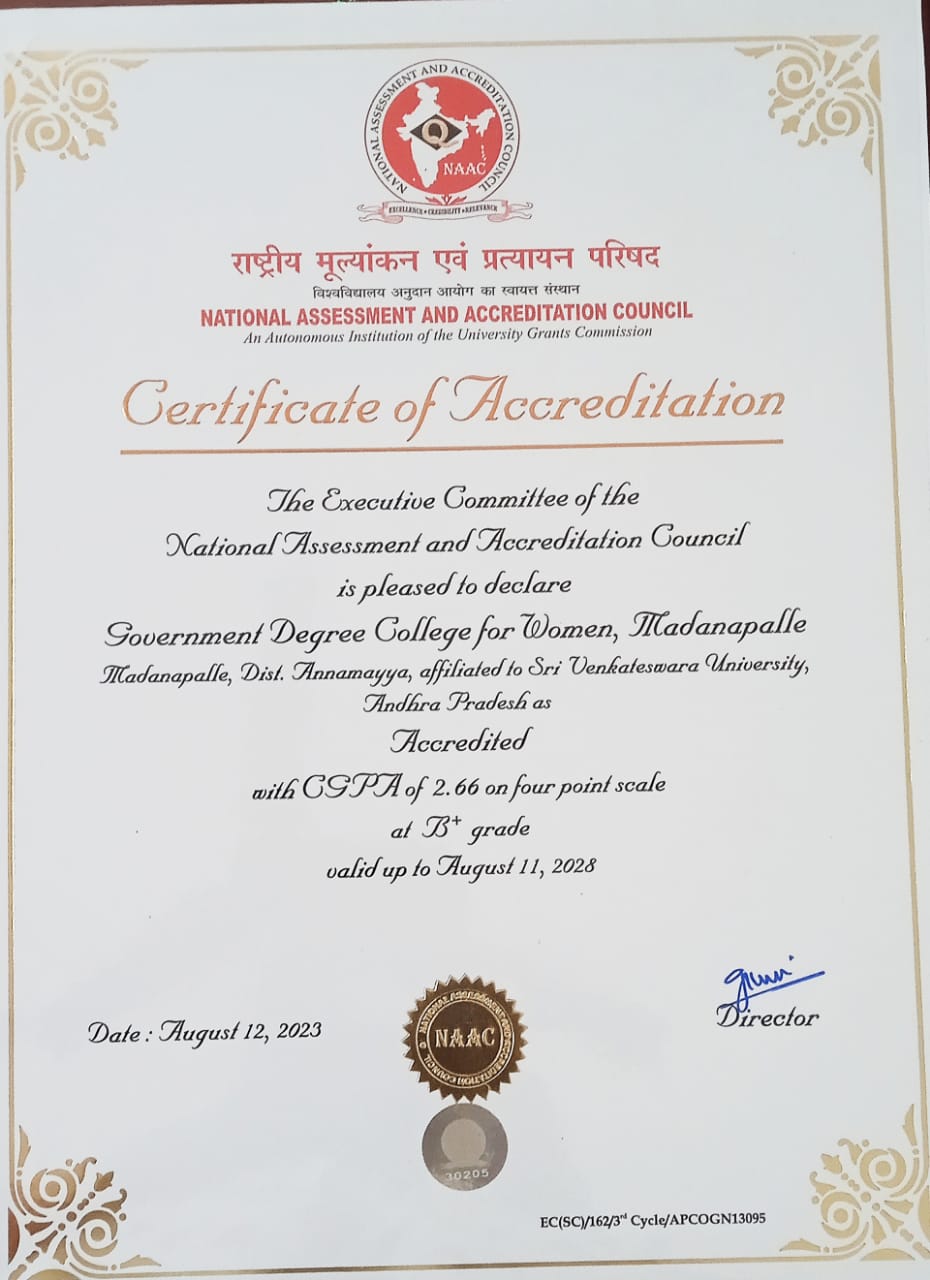 NATIONAL ASSESSMENT AND ACCREDITATION COUNCIL
Q
NAAC
EXCELLENCE • CREDIBILITY • RELEVANCE
राष्ट्रीय मूल्यांकन एवं प्रत्यायन परिषद
विश्वविद्यालय अनुदान आयोग का स्वायत्त संस्थान
NATIONAL ASSESSMENT AND ACCREDITATION COUNCIL
An Autonomous Institution of the University Grants Commission
Certificate of Accreditation
The Executive Committee of the
National Assessment and Accreditation Council
is pleased to declare
Government Degree College for Women, Madanapalle
Madanapalle, Dist. Annamayya, affiliated to Sri Venkateswara University,
Andhra Pradesh as
Accredited
with CGPA of 2.66 on four point scale
at B⁺ grade
valid up to August 11, 2028
Date : August 12, 2023
Director
NATIONAL ASSESSMENT AND ACCREDITATION COUNCIL
NAAC
30205
EC(SC)/162/3ʳᵈ Cycle/APCOGN13095